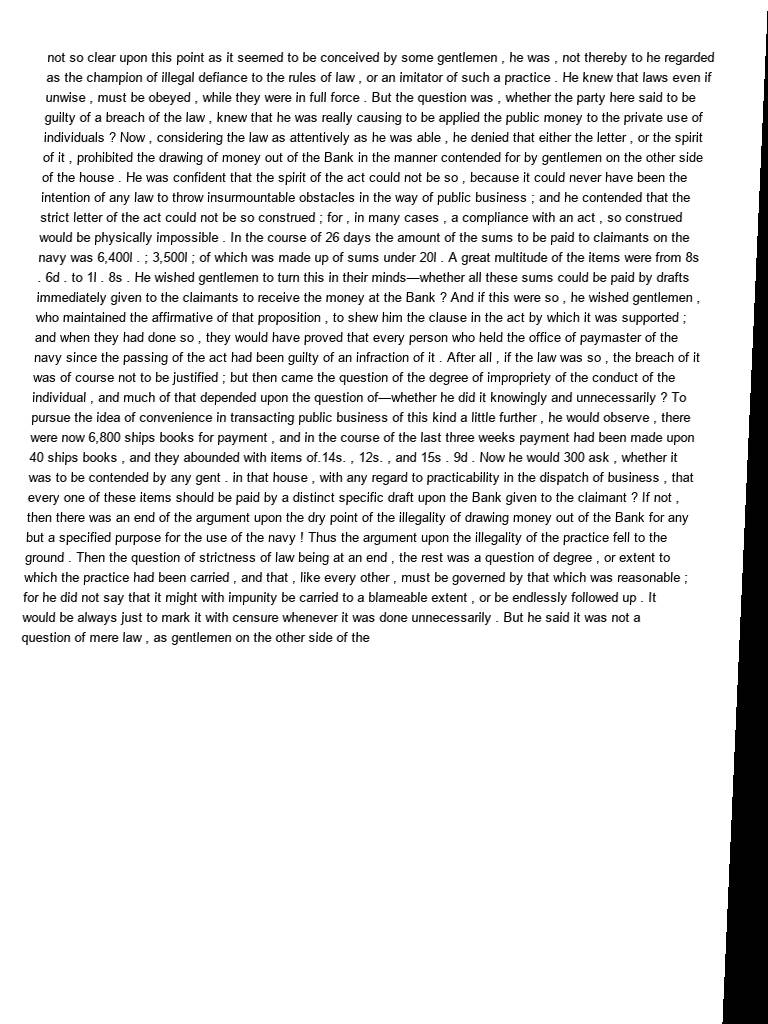 not so clear upon this point as it seemed to be conceived by some gentlemen , he was , not thereby to he regarded
as the champion of illegal defiance to the rules of law , or an imitator of such a practice . He knew that laws even if
unwise , must be obeyed , while they were in full force . But the question was , whether the party here said to be
guilty of a breach of the law , knew that he was really causing to be applied the public money to the private use of
individuals ? Now , considering the law as attentively as he was able , he denied that either the letter , or the spirit
of it , prohibited the drawing of money out of the Bank in the manner contended for by gentlemen on the other side
of the house . He was confident that the spirit of the act could not be so , because it could never have been the
intention of any law to throw insurmountable obstacles in the way of public business ; and he contended that the
strict letter of the act could not be so construed ; for , in many cases , a compliance with an act , so construed
would be physically impossible . In the course of 26 days the amount of the sums to be paid to claimants on the
navy was 6,400l . ; 3,500l ; of which was made up of sums under 20l . A great multitude of the items were from 8s
. 6d . to 1l . 8s . He wished gentlemen to turn this in their minds—whether all these sums could be paid by drafts
immediately given to the claimants to receive the money at the Bank ? And if this were so , he wished gentlemen ,
who maintained the affirmative of that proposition , to shew him the clause in the act by which it was supported ;
and when they had done so , they would have proved that every person who held the office of paymaster of the
navy since the passing of the act had been guilty of an infraction of it . After all , if the law was so , the breach of it
was of course not to be justified ; but then came the question of the degree of impropriety of the conduct of the
individual , and much of that depended upon the question of—whether he did it knowingly and unnecessarily ? To
pursue the idea of convenience in transacting public business of this kind a little further , he would observe , there
were now 6,800 ships books for payment , and in the course of the last three weeks payment had been made upon
40 ships books , and they abounded with items of.14s. , 12s. , and 15s . 9d . Now he would 300 ask , whether it
was to be contended by any gent . in that house , with any regard to practicability in the dispatch of business , that
every one of these items should be paid by a distinct specific draft upon the Bank given to the claimant ? If not ,
then there was an end of the argument upon the dry point of the illegality of drawing money out of the Bank for any
but a specified purpose for the use of the navy ! Thus the argument upon the illegality of the practice fell to the
ground . Then the question of strictness of law being at an end , the rest was a question of degree , or extent to
which the practice had been carried , and that , like every other , must be governed by that which was reasonable ;
for he did not say that it might with impunity be carried to a blameable extent , or be endlessly followed up . It
would be always just to mark it with censure whenever it was done unnecessarily . But he said it was not a
question of mere law , as gentlemen on the other side of the